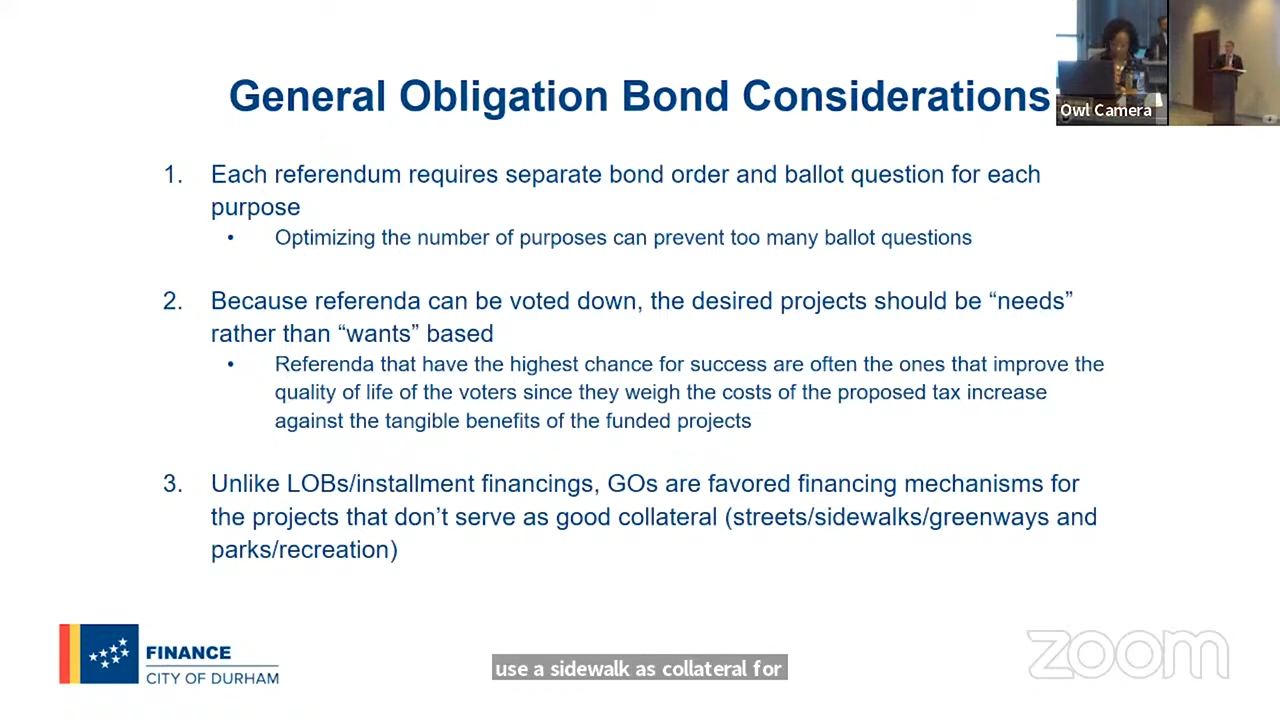 General Obligation Bond Considerations
Owl Camera
1. Each referendum requires separate bond order and ballot question for each
purpose
• Optimizing the number of purposes can prevent too many ballot questions
2. Because referenda can be voted down, the desired projects should be “needs”
rather than “wants” based
• Referenda that have the highest chance for success are often the ones that improve the
quality of life of the voters since they weigh the costs of the proposed tax increase
against the tangible benefits of the funded projects
3. Unlike LOBs/installment financings, GOs are favored financing mechanisms for
the projects that don’t serve as good collateral (streets/sidewalks/greenways and
parks/recreation)
FINANCE
CITY OF DURHAM
use a sidewalk as collateral for
zoom